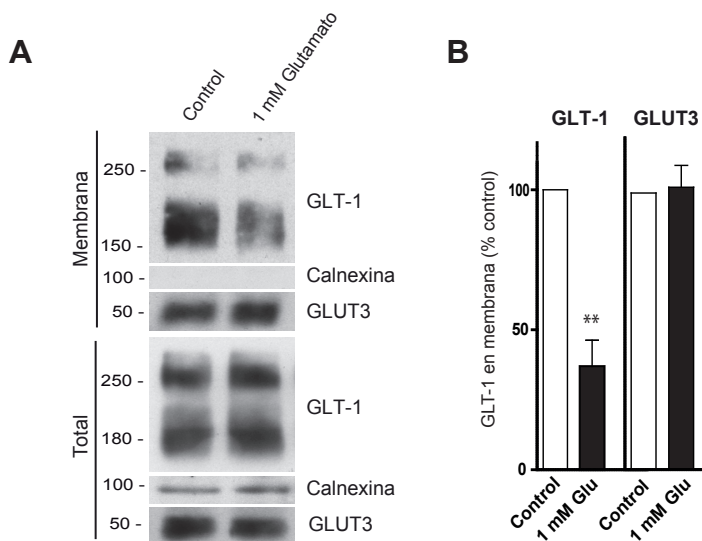 A
Control
1 mM Glutamato
Membrana
250 -
GLT-1
150 -
100 -
Calnexina
50 -
GLUT3
Total
250 -
GLT-1
180 -
100 -
Calnexina
50 -
GLUT3
B
GLT-1
GLUT3
GLT-1 en membrana (% control)
100
50
0
**
Control
1 mM Glu
Control
1 mM Glu